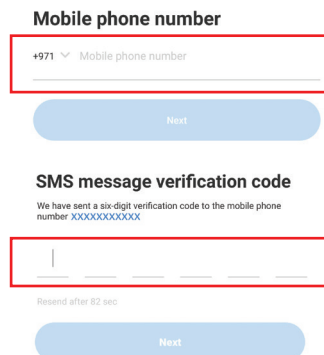 Mobile phone number
+971 Mobile phone number
Next
SMS message verification code
We have sent a six-digit verification code to the mobile phone
number XXXXXXXXXXX
Resend after 82 sec
Next